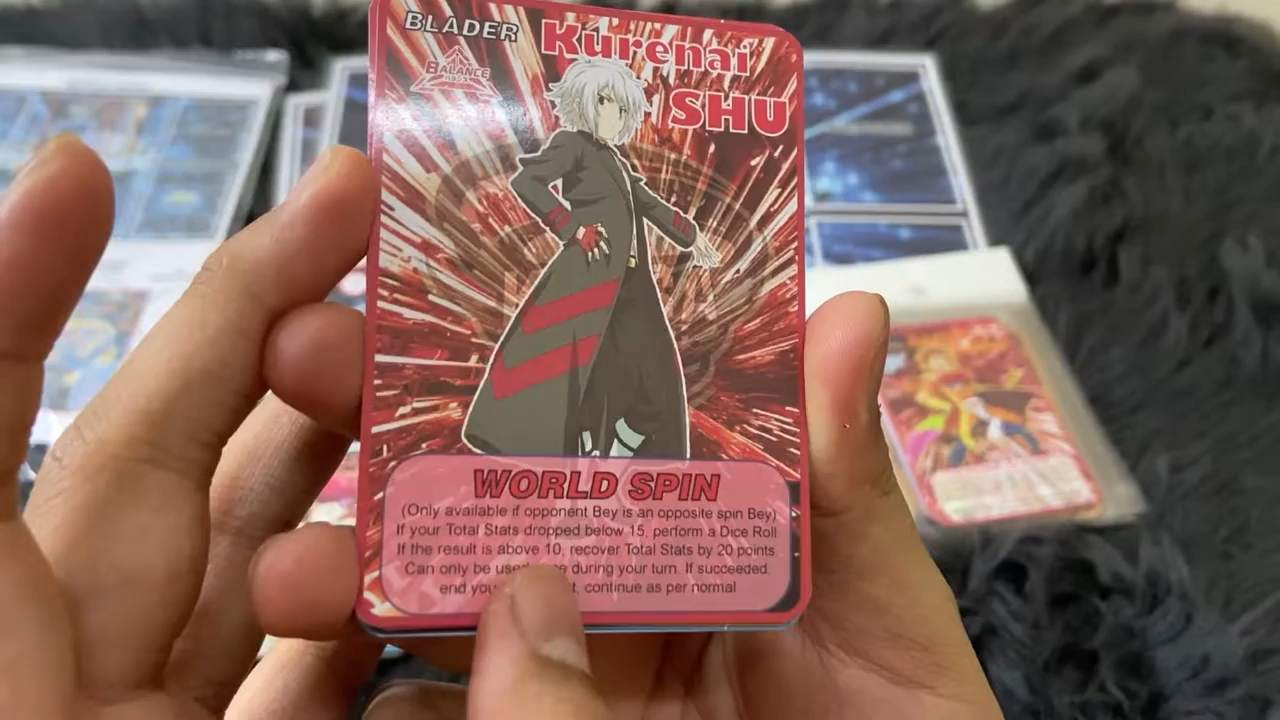 BLADER
Kurenai
BALANCE
SHU
WORLD SPIN
(Only available if opponent Bey is an opposite spin Bey)
If your Total Stats dropped below 15, perform a Dice Roll
If the result is above 10, recover Total Stats by 20 points
Can only be during your turn. If succeeded,
end continue as per normal